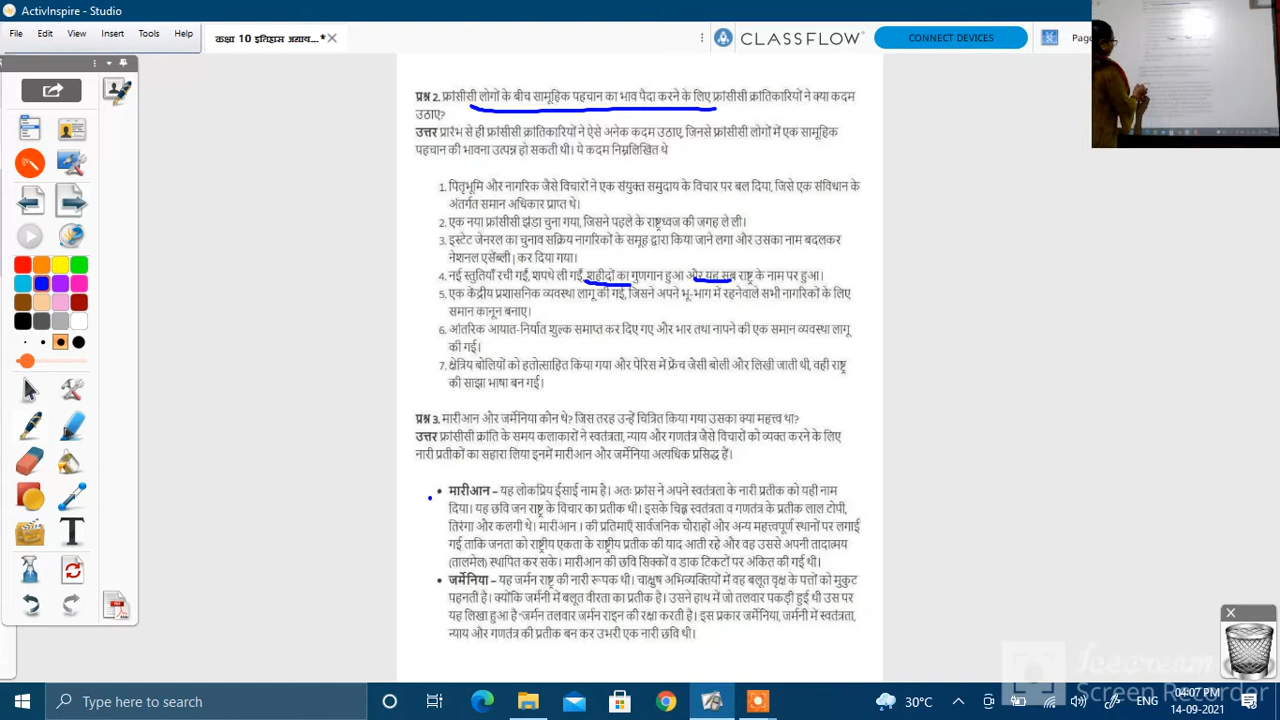 ActivInspire - Studio
File Edit View Insert Tools Help
कक्षा 10 इतिहास अध्याय...*
CLASSFLOW
CONNECT DEVICES
Page
प्रश्न 2. फ्रांसीसी लोगों के बीच सामूहिक पहचान का भाव पैदा करने के लिए फ्रांसीसी क्रांतिकारियों ने क्या कदम
उठाए?
उत्तर प्रारंभ से ही फ्रांसीसी क्रांतिकारियों ने ऐसे अनेक कदम उठाए, जिनसे फ्रांसीसी लोगों में एक सामूहिक
पहचान की भावना उत्पन्न हो सकती थी। ये कदम निम्नलिखित थे
1. पितृभूमि और नागरिक जैसे विचारों ने एक संयुक्त समुदाय के विचार पर बल दिया, जिसे एक संविधान के
अंतर्गत समान अधिकार प्राप्त थे।
2. एक नया फ्रांसीसी झंडा चुना गया, जिसने पहले के राष्ट्रध्वज की जगह ले ली।
3. इस्टेट जेनरल का चुनाव सक्रिय नागरिकों के समूह द्वारा किया जाने लगा और उसका नाम बदलकर
नेशनल एसेंब्ली | कर दिया गया।
4. नई स्तुतियाँ रची गईं, शपथे ली गईं, शहीदों का गुणगान हुआ और यह सब राष्ट्र के नाम पर हुआ।
5. एक केंद्रीय प्रशासनिक व्यवस्था लागू की गई, जिसने अपने भू-भाग में रहनेवाले सभी नागरिकों के लिए
समान कानून बनाए।
6. आंतरिक आयात-निर्यात शुल्क समाप्त कर दिए गए और भार तथा नापने की एक समान व्यवस्था लागू
की गई।
7. क्षेत्रिय बोलियों को हतोत्साहित किया गया और पेरिस में फ्रेंच जैसी बोली और लिखी जाती थी, वही राष्ट्र
की साझा भाषा बन गई।
प्रश्न 3. मारीआन और जर्मेनिया कौन थे? जिस तरह उन्हें चित्रित किया गया उसका क्या महत्त्व था?
उत्तर फ्रांसीसी क्रांति के समय कलाकारों ने स्वतंत्रता, न्याय और गणतंत्र जैसे विचारों को व्यक्त करने के लिए
नारी प्रतीकों का सहारा लिया इनमें मारीआन और जर्मेनिया अत्यधिक प्रसिद्ध हैं।
• मारीआन – यह लोकप्रिय ईसाई नाम है। अतः फ्रांस ने अपने स्वतंत्रता के नारी प्रतीक को यही नाम
दिया। यह छवि जन राष्ट्र के विचार का प्रतीक थी। इसके चिह्न स्वतंत्रता व गणतंत्र के प्रतीक लाल टोपी,
तिरंगा और कलगी थे। मारीआन । की प्रतिमाएँ सार्वजनिक चौराहों और अन्य महत्त्वपूर्ण स्थानों पर लगाई
गई ताकि जनता को राष्ट्रीय एकता के राष्ट्रीय प्रतीक की याद आती रहे और वह उससे अपनी तादात्मय
(तालमेल) स्थापित कर सके। मारीआन की छवि सिक्कों व डाक टिकटों पर अंकित की गई थी।
• जर्मेनिया – यह जर्मन राष्ट्र की नारी रूपक थी। चाक्षुष अभिव्यक्तियों में वह बलूत वृक्ष के पत्तों को मुकुट
पहनती है। क्योंकि जर्मनी में बलूत वीरता का प्रतीक है। उसने हाथ में जो तलवार पकड़ी हुई थी उस पर
यह लिखा हुआ है "जर्मन तलवार जर्मन राइन की रक्षा करती है। इस प्रकार जर्मेनिया, जर्मनी में स्वतंत्रता,
न्याय और गणतंत्र की प्रतीक बन कर उभरी एक नारी छवि थी।
icecream
Screen Recorder
Type here to search
30°C
ENG
04:07 PM
14-09-2021